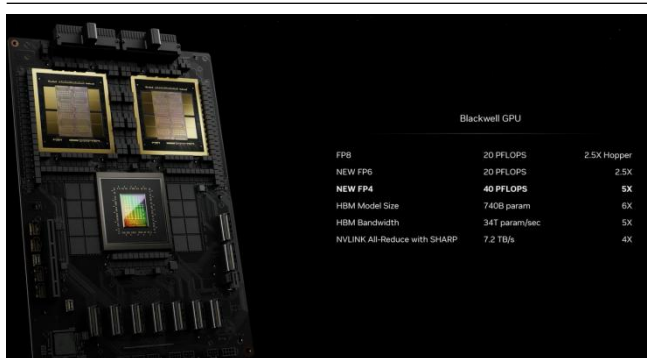 Blackwell GPU
FP8 20 PFLOPS 2.5X Hopper
NEW FP6 20 PFLOPS 2.5X
NEW FP4 40 PFLOPS 5X
HBM Model Size 740B param 6X
HBM Bandwidth 34T param/sec 5X
NVLINK All-Reduce with SHARP 7.2 TB/s 4X